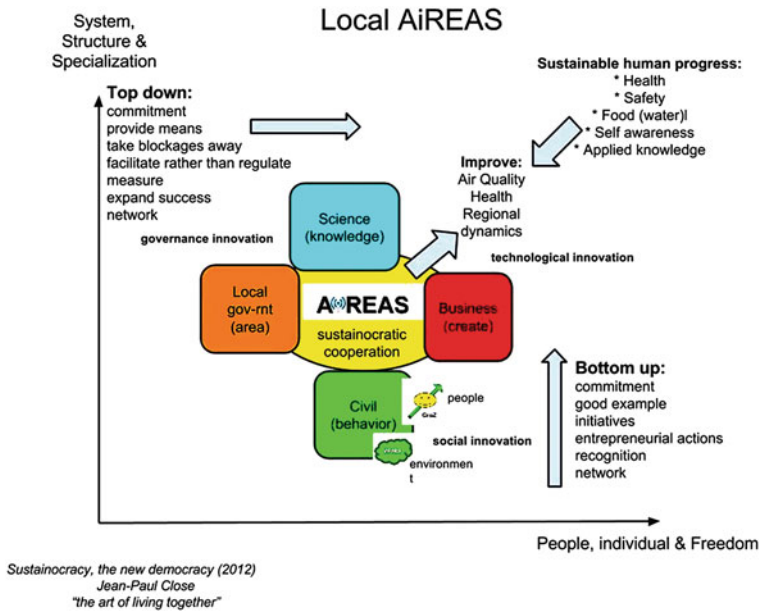 Local AiREAS
System,
Structure &
Specialization
Top down:
commitment
provide means
take blockages away
facilitate rather than regulate
measure
expand success
network
Sustainable human progress:
* Health
* Safety
* Food (water)l
* Self awareness
* Applied knowledge
Improve:
Air Quality
Health
Regional
dynamics
governance innovation
technological innovation
Science
(knowledge)
Local
gov-rnt
(area)
AiREAS
sustainocratic
cooperation
Business
(create)
Civil
(behavior)
people
social innovation
environmen
t
Bottom up:
commitment
good example
initiatives
entrepreneurial actions
recognition
network
People, individual & Freedom
Sustainocracy, the new democracy (2012)
Jean-Paul Close
"the art of living together"